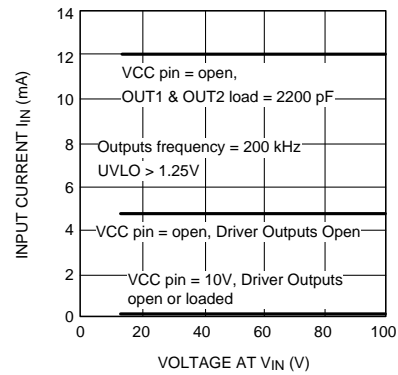 14
12
10
8
6
4
2
0
INPUT CURRENT IIN (mA)
VCC pin = open,
OUT1 & OUT2 load = 2200 pF
Outputs frequency = 200 kHz
UVLO > 1.25V
VCC pin = open, Driver Outputs Open
VCC pin = 10V, Driver Outputs
open or loaded
0 20 40 60 80 100
VOLTAGE AT VIN (V)